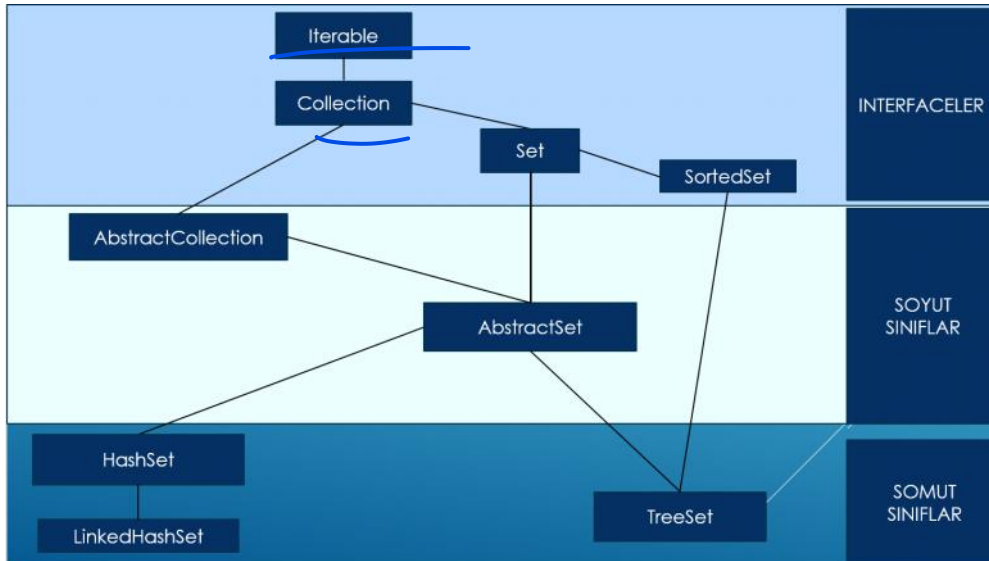 Iterable
Collection
INTERFACELER
Set
SortedSet
AbstractCollection
AbstractSet
SOYUT
SINIFLAR
HashSet
LinkedHashSet
TreeSet
SOMUT
SINIFLAR